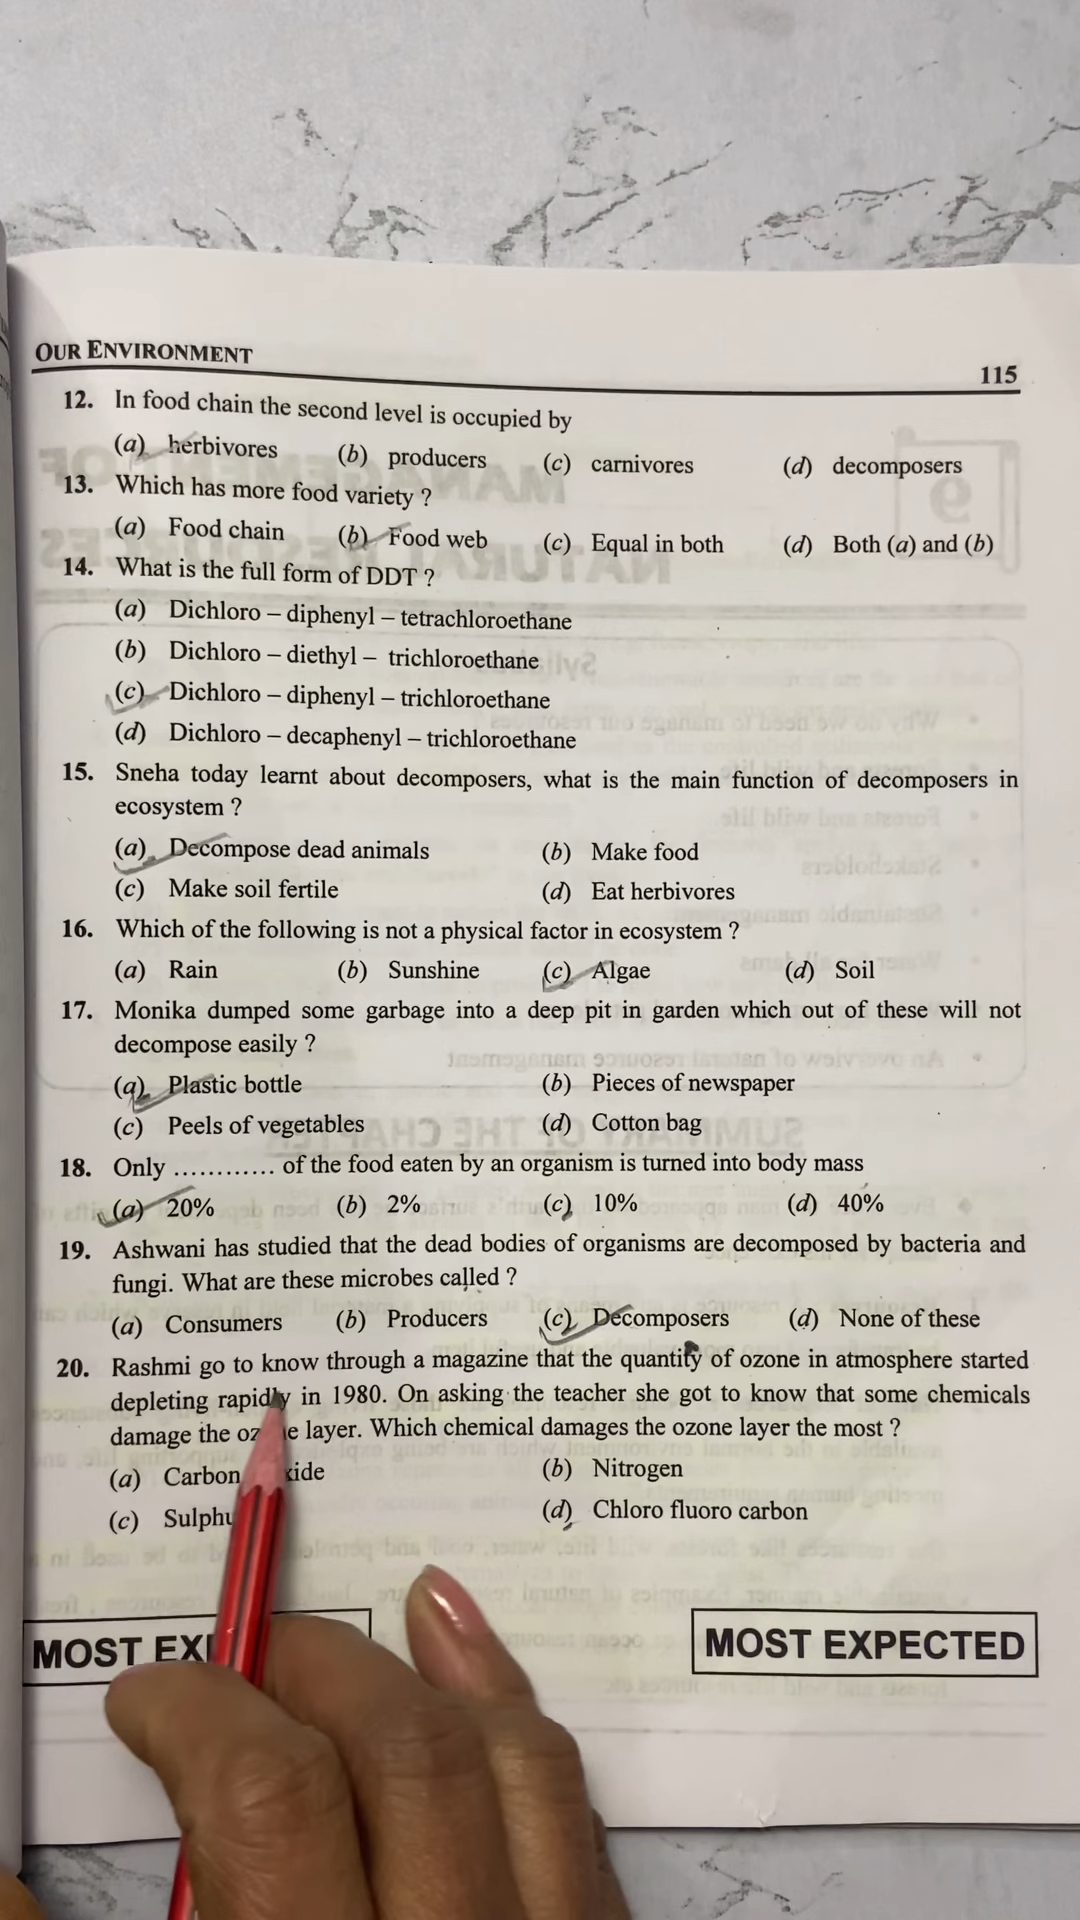 OUR ENVIRONMENT
115
12. In food chain the second level is occupied by
(a) herbivores (b) producers (c) carnivores (d) decomposers
13. Which has more food variety ?
(a) Food chain (b) Food web (c) Equal in both (d) Both (a) and (b)
14. What is the full form of DDT ?
(a) Dichloro – diphenyl – tetrachloroethane
(b) Dichloro – diethyl – trichloroethane
(c) Dichloro – diphenyl – trichloroethane
(d) Dichloro – decaphenyl – trichloroethane
15. Sneha today learnt about decomposers, what is the main function of decomposers in
ecosystem ?
(a) Decompose dead animals (b) Make food
(c) Make soil fertile (d) Eat herbivores
16. Which of the following is not a physical factor in ecosystem ?
(a) Rain (b) Sunshine (c) Algae (d) Soil
17. Monika dumped some garbage into a deep pit in garden which out of these will not
decompose easily ?
(a) Plastic bottle (b) Pieces of newspaper
(c) Peels of vegetables (d) Cotton bag
18. Only ............ of the food eaten by an organism is turned into body mass
(a) 20% (b) 2% (c) 10% (d) 40%
19. Ashwani has studied that the dead bodies of organisms are decomposed by bacteria and
fungi. What are these microbes called ?
(a) Consumers (b) Producers (c) Decomposers (d) None of these
20. Rashmi go to know through a magazine that the quantity of ozone in atmosphere started
depleting rapidly in 1980. On asking the teacher she got to know that some chemicals
damage the layer. Which chemical damages the ozone layer the most ?
(a) Carbon (b) Nitrogen
(c) (d) Chloro fluoro carbon
MOST MOST EXPECTED